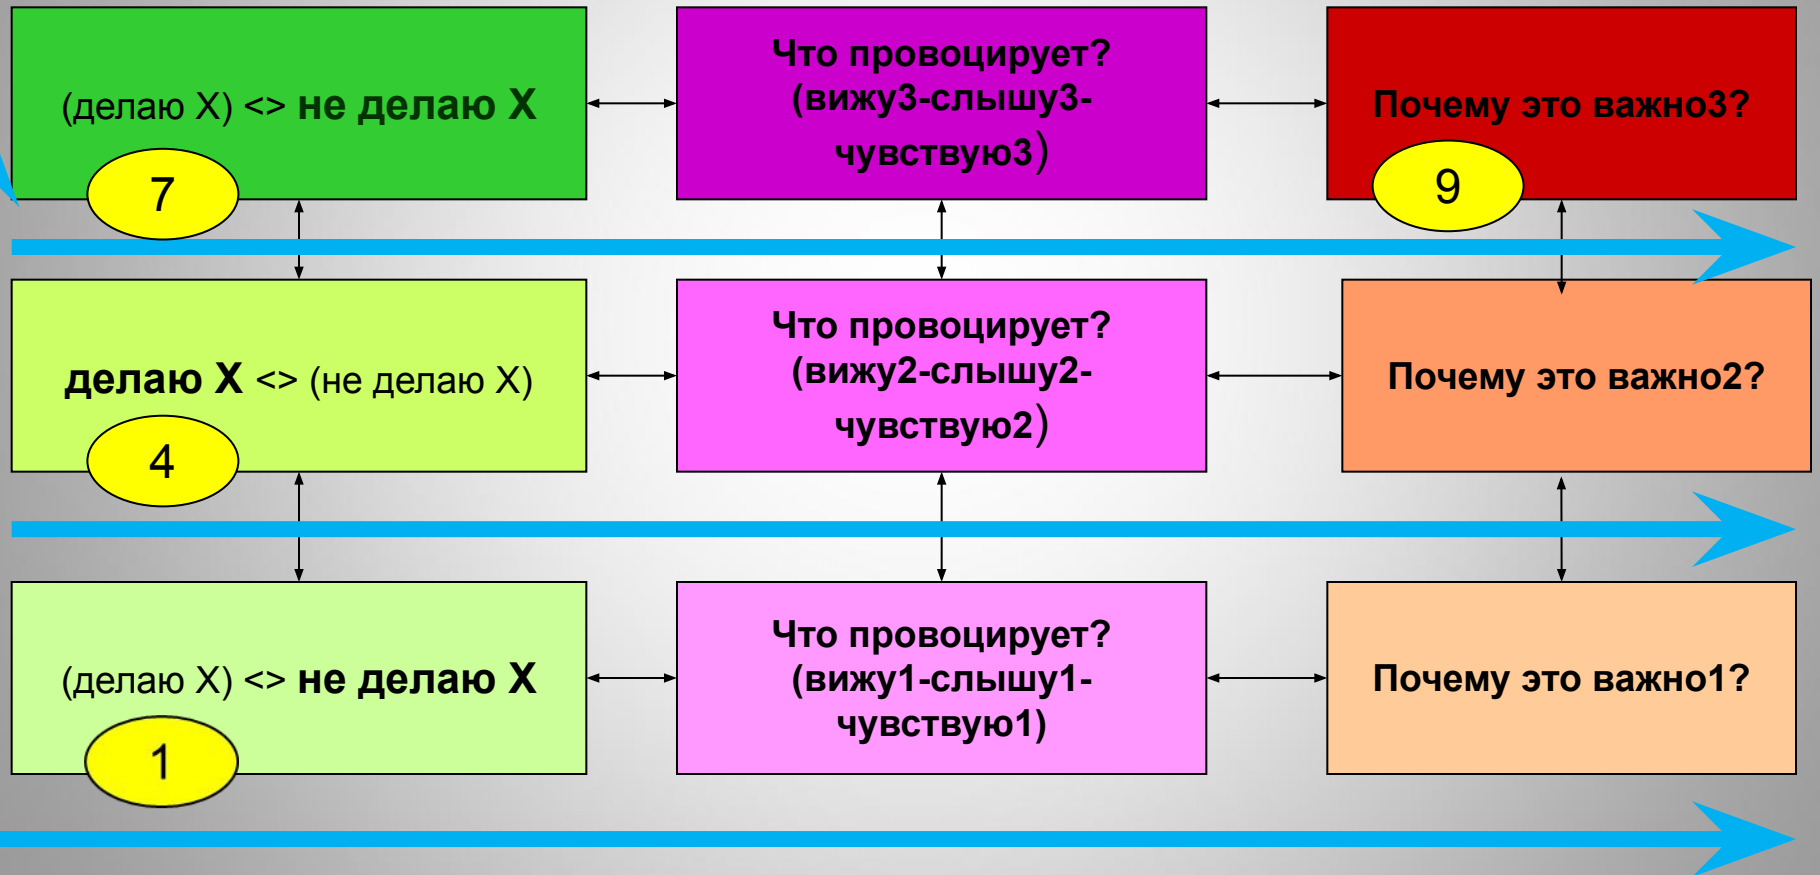 (делаю X) <> не делаю X
7
Что провоцирует?
(вижу3-слышу3-
чувствую3)
Почему это важно3?
9
делаю X <> (не делаю X)
4
Что провоцирует?
(вижу2-слышу2-
чувствую2)
Почему это важно2?
(делаю X) <> не делаю X
1
Что провоцирует?
(вижу1-слышу1-
чувствую1)
Почему это важно1?